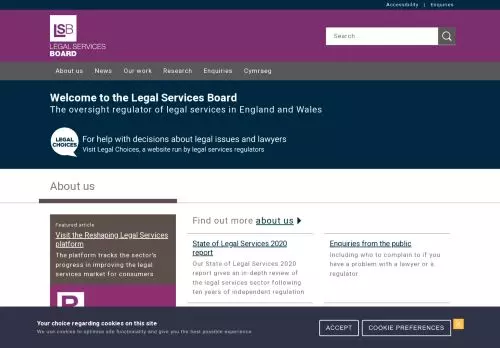 Accessibility | Enquiries
LSB
LEGAL SERVICES
BOARD
Search...
About us News Our work Research Enquiries Cymraeg
Welcome to the Legal Services Board
The oversight regulator of legal services in England and Wales
LEGAL
CHOICES
For help with decisions about legal issues and lawyers
Visit Legal Choices, a website run by legal services regulators
About us
Featured article
Visit the Reshaping Legal Services
platform
The platform tracks the sector's
progress in improving the legal
services market for consumers
Find out more about us
State of Legal Services 2020
report
Our State of Legal Services 2020
report gives an in-depth review of
the legal services sector following
ten years of independent regulation
Enquiries from the public
Including who to complain to if you
have a problem with a lawyer or a
regulator.
Your choice regarding cookies on this site
We use cookies to optimise site functionality and give you the best possible experience.
ACCEPT
COOKIE PREFERENCES